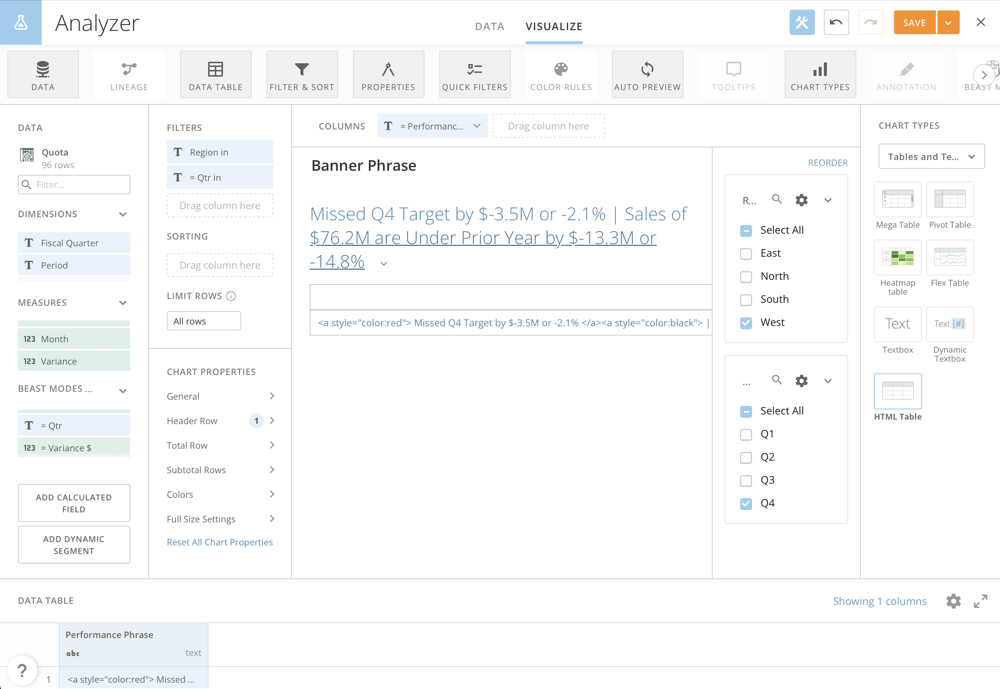 Analyzer
DATA
VISUALIZE
SAVE
DATA
LINEAGE
DATA TABLE
FILTER & SORT
PROPERTIES
QUICK FILTERS
COLOR RULES
AUTO PREVIEW
TOOLTIPS
CHART TYPES
ANNOTATION
BEAST M
DATA
Quota
96 rows
Filter...
DIMENSIONS
T Fiscal Quarter
T Period
MEASURES
123 Month
123 Variance
BEAST MODES ...
T = Qtr
123 = Variance $
ADD CALCULATED
FIELD
ADD DYNAMIC
SEGMENT
FILTERS
T Region in
T = Qtr in
Drag column here
SORTING
Drag column here
LIMIT ROWS
All rows
CHART PROPERTIES
General
Header Row 1
Total Row
Subtotal Rows
Colors
Full Size Settings
Reset All Chart Properties
COLUMNS
T = Performanc...
Drag column here
Banner Phrase
Missed Q4 Target by $-3.5M or -2.1% | Sales of
$76.2M are Under Prior Year by $-13.3M or
-14.8%
<a style="color:red"> Missed Q4 Target by $-3.5M or -2.1% </a><a style="color:black"> |
REORDER
R...
Select All
East
North
South
West
...
Select All
Q1
Q2
Q3
Q4
CHART TYPES
Tables and Te...
Mega Table
Pivot Table
Heatmap
table
Flex Table
Text
Textbox
Text [#]
Dynamic
Textbox
HTML Table
DATA TABLE
Showing 1 columns
Performance Phrase
abc
text
?
1
<a style="color:red"> Missed ...